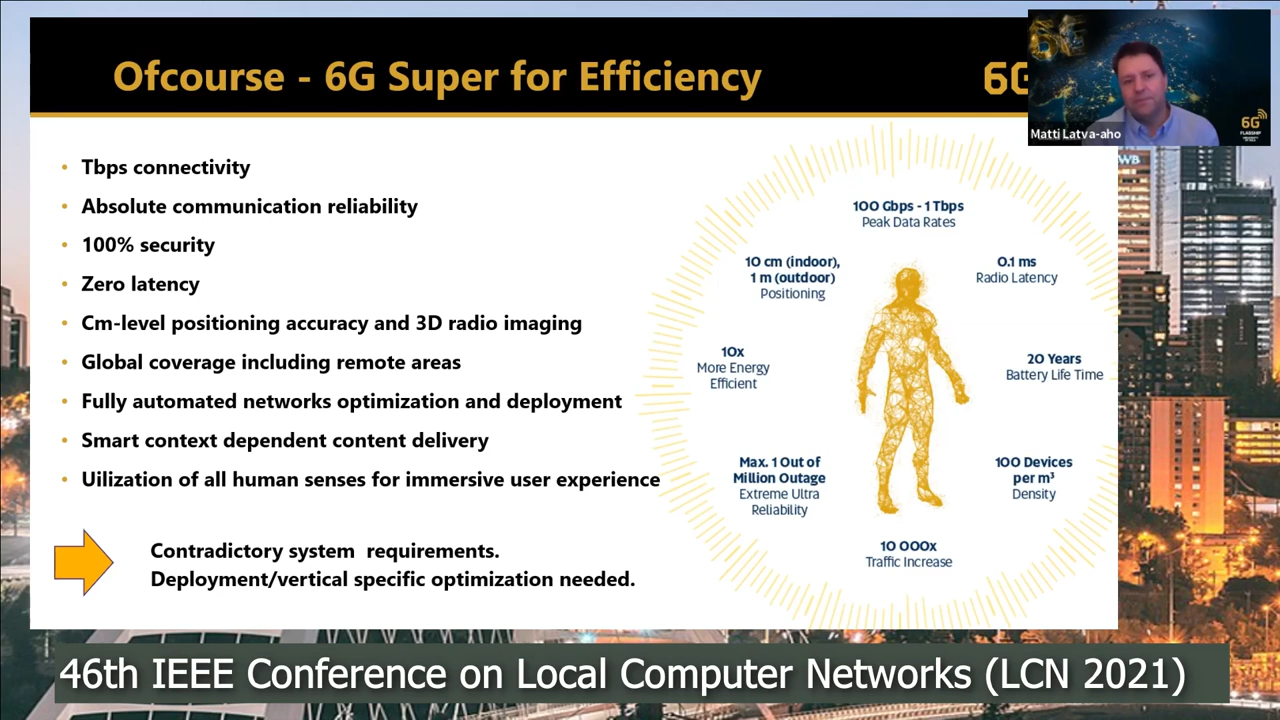 Ofcourse - 6G Super for Efficiency
6G
Matti Latva-aho
6G
FLAGSHIP
WB
• Tbps connectivity
• Absolute communication reliability
• 100% security
• Zero latency
• Cm-level positioning accuracy and 3D radio imaging
• Global coverage including remote areas
• Fully automated networks optimization and deployment
• Smart context dependent content delivery
• Uilization of all human senses for immersive user experience
Contradictory system requirements.
Deployment/vertical specific optimization needed.
100 Gbps - 1 Tbps
Peak Data Rates
10 cm (indoor),
1 m (outdoor)
Positioning
0.1 ms
Radio Latency
10x
More Energy
Efficient
20 Years
Battery Life Time
Max. 1 Out of
Million Outage
Extreme Ultra
Reliability
100 Devices
per m³
Density
10 000x
Traffic Increase
46th IEEE Conference on Local Computer Networks (LCN 2021)